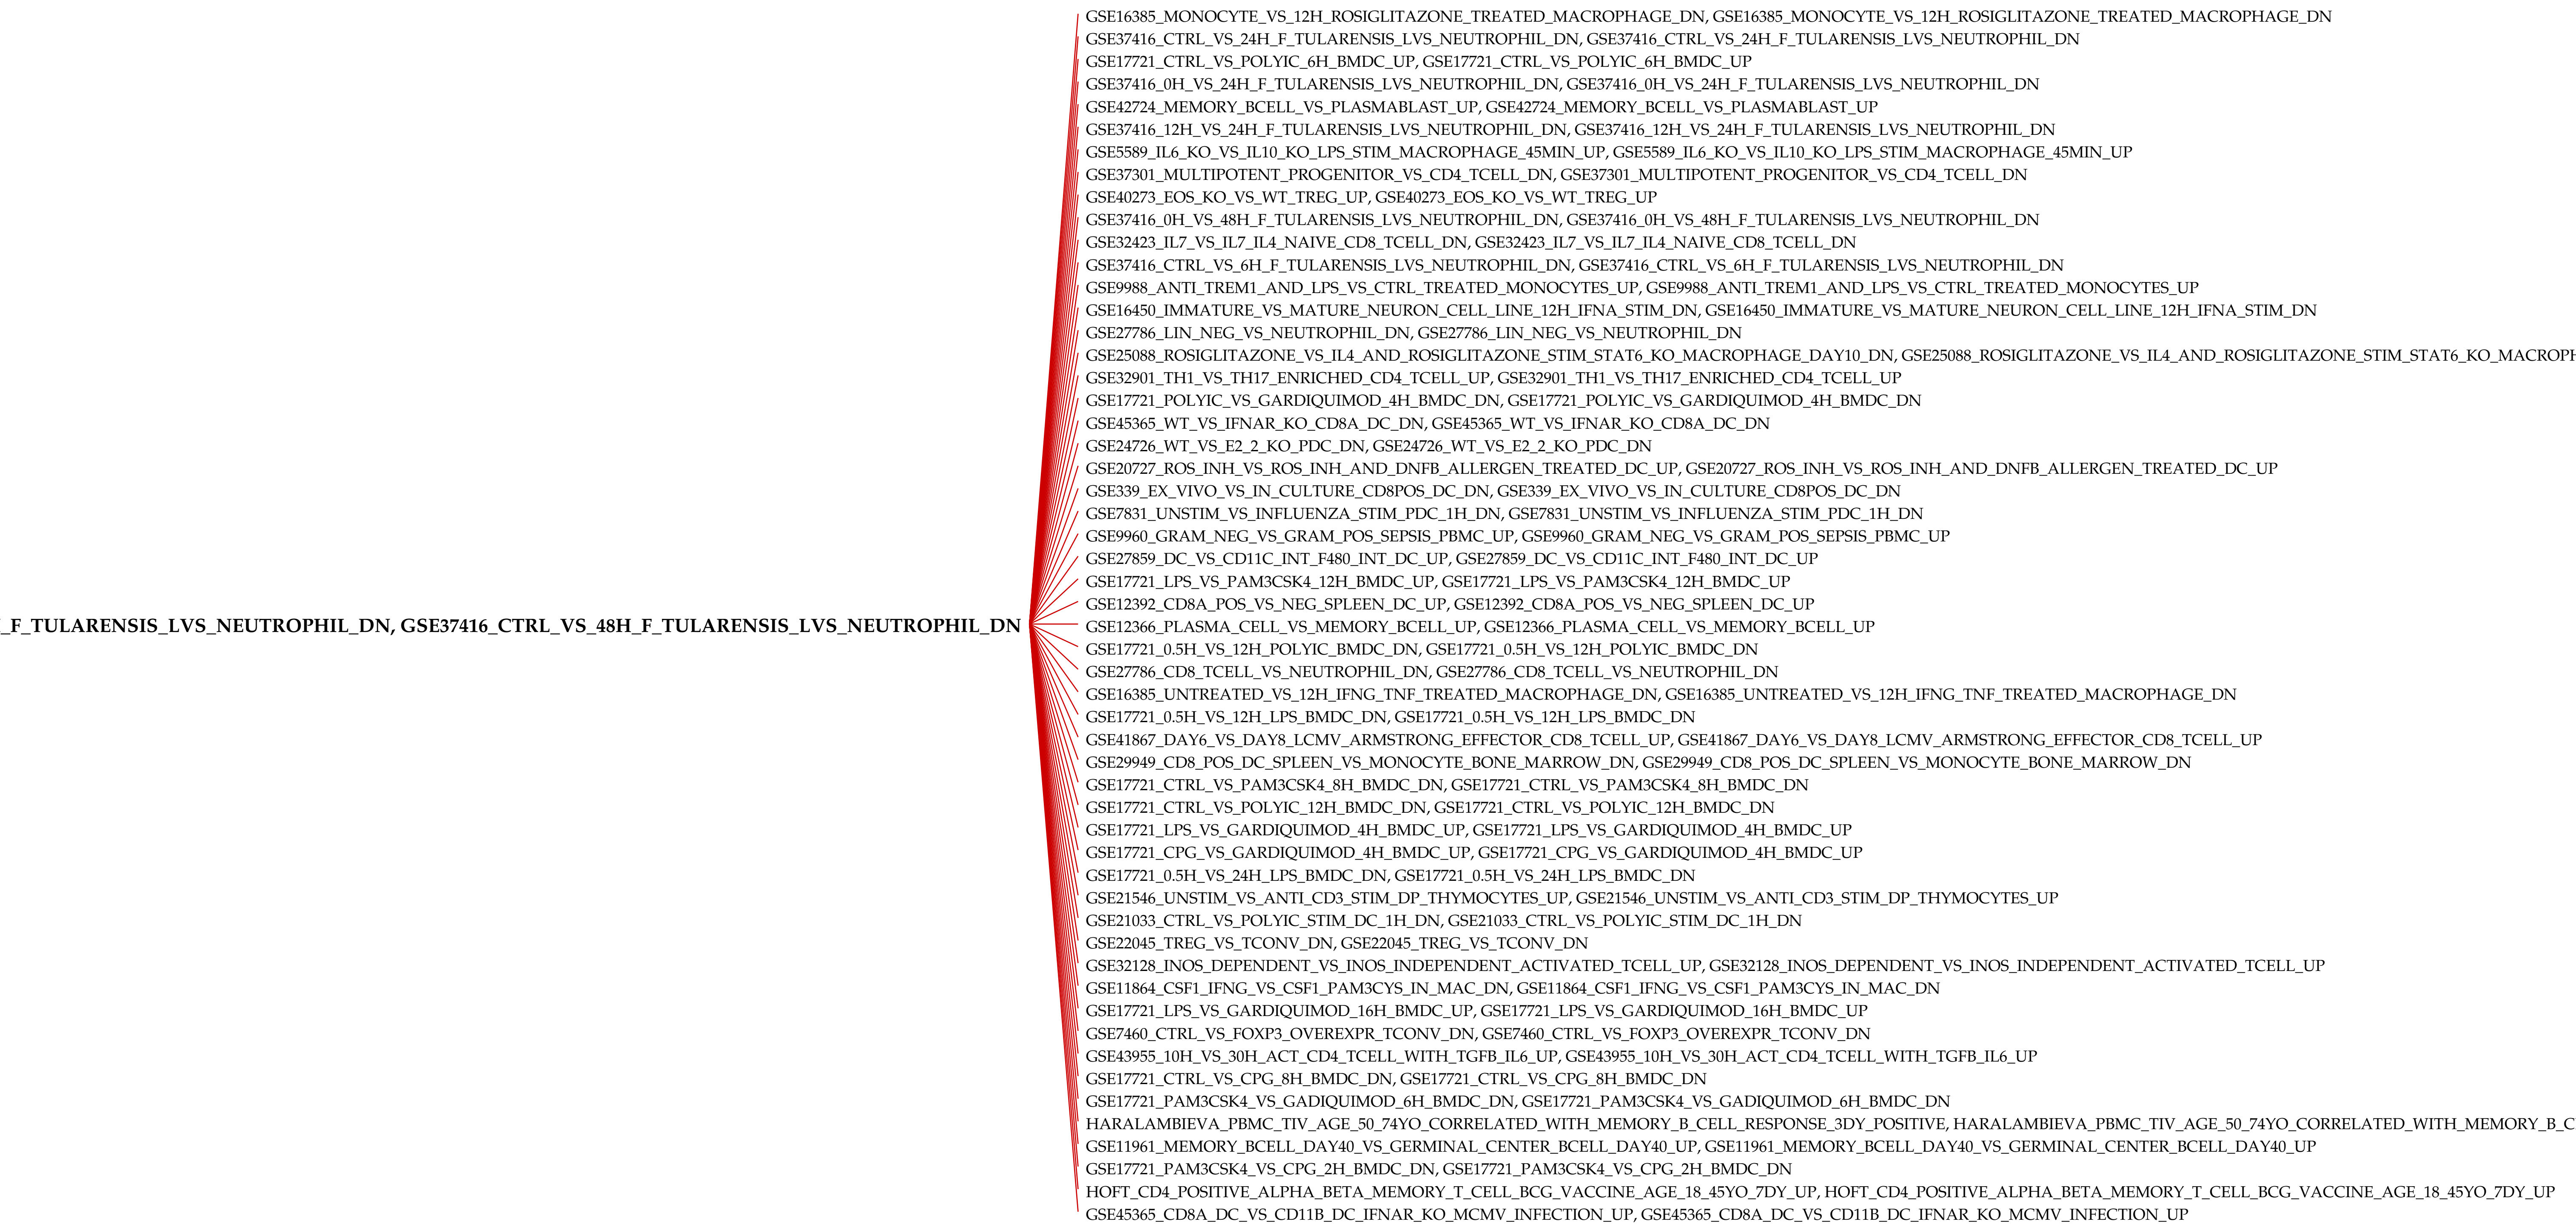 GSE16385_MONOCYTE_VS_12H_ROSIGLITAZONE_TREATED_MACROPHAGE_DN, GSE16385_MONOCYTE_VS_12H_ROSIGLITAZONE_TREATED_MACROPHAGE_DN
GSE37416_CTRL_VS_24H_F_TULARENSIS_LVS_NEUTROPHIL_DN, GSE37416_CTRL_VS_24H_F_TULARENSIS_LVS_NEUTROPHIL_DN
GSE17721_CTRL_VS_POLYIC_6H_BMDC_UP, GSE17721_CTRL_VS_POLYIC_6H_BMDC_UP
GSE37416_0H_VS_24H_F_TULARENSIS_LVS_NEUTROPHIL_DN, GSE37416_0H_VS_24H_F_TULARENSIS_LVS_NEUTROPHIL_DN
GSE42724_MEMORY_BCELL_VS_PLASMABLAST_UP, GSE42724_MEMORY_BCELL_VS_PLASMABLAST_UP
GSE37416_12H_VS_24H_F_TULARENSIS_LVS_NEUTROPHIL_DN, GSE37416_12H_VS_24H_F_TULARENSIS_LVS_NEUTROPHIL_DN
GSE5589_IL6_KO_VS_IL10_KO_LPS_STIM_MACROPHAGE_45MIN_UP, GSE5589_IL6_KO_VS_IL10_KO_LPS_STIM_MACROPHAGE_45MIN_UP
GSE37301_MULTIPOTENT_PROGENITOR_VS_CD4_TCELL_DN, GSE37301_MULTIPOTENT_PROGENITOR_VS_CD4_TCELL_DN
GSE40273_EOS_KO_VS_WT_TREG_UP, GSE40273_EOS_KO_VS_WT_TREG_UP
GSE37416_0H_VS_48H_F_TULARENSIS_LVS_NEUTROPHIL_DN, GSE37416_0H_VS_48H_F_TULARENSIS_LVS_NEUTROPHIL_DN
GSE32423_IL7_VS_IL7_IL4_NAIVE_CD8_TCELL_DN, GSE32423_IL7_VS_IL7_IL4_NAIVE_CD8_TCELL_DN
GSE37416_CTRL_VS_6H_F_TULARENSIS_LVS_NEUTROPHIL_DN, GSE37416_CTRL_VS_6H_F_TULARENSIS_LVS_NEUTROPHIL_DN
GSE9988_ANTI_TREM1_AND_LPS_VS_CTRL_TREATED_MONOCYTES_UP, GSE9988_ANTI_TREM1_AND_LPS_VS_CTRL_TREATED_MONOCYTES_UP
GSE16450_IMMATURE_VS_MATURE_NEURON_CELL_LINE_12H_IFNA_STIM_DN, GSE16450_IMMATURE_VS_MATURE_NEURON_CELL_LINE_12H_IFNA_STIM_DN
GSE27786_LIN_NEG_VS_NEUTROPHIL_DN, GSE27786_LIN_NEG_VS_NEUTROPHIL_DN
GSE25088_ROSIGLITAZONE_VS_IL4_AND_ROSIGLITAZONE_STIM_STAT6_KO_MACROPHAGE_DAY10_DN, GSE25088_ROSIGLITAZONE_VS_IL4_AND_ROSIGLITAZONE_STIM_STAT6_KO_MACROPH
GSE32901_TH1_VS_TH17_ENRICHED_CD4_TCELL_UP, GSE32901_TH1_VS_TH17_ENRICHED_CD4_TCELL_UP
GSE17721_POLYIC_VS_GARDIQUIMOD_4H_BMDC_DN, GSE17721_POLYIC_VS_GARDIQUIMOD_4H_BMDC_DN
GSE45365_WT_VS_IFNAR_KO_CD8A_DC_DN, GSE45365_WT_VS_IFNAR_KO_CD8A_DC_DN
GSE24726_WT_VS_E2_2_KO_PDC_DN, GSE24726_WT_VS_E2_2_KO_PDC_DN
GSE20727_ROS_INH_VS_ROS_INH_AND_DNFB_ALLERGEN_TREATED_DC_UP, GSE20727_ROS_INH_VS_ROS_INH_AND_DNFB_ALLERGEN_TREATED_DC_UP
GSE339_EX_VIVO_VS_IN_CULTURE_CD8POS_DC_DN, GSE339_EX_VIVO_VS_IN_CULTURE_CD8POS_DC_DN
GSE7831_UNSTIM_VS_INFLUENZA_STIM_PDC_1H_DN, GSE7831_UNSTIM_VS_INFLUENZA_STIM_PDC_1H_DN
GSE9960_GRAM_NEG_VS_GRAM_POS_SEPSIS_PBMC_UP, GSE9960_GRAM_NEG_VS_GRAM_POS_SEPSIS_PBMC_UP
GSE27859_DC_VS_CD11C_INT_F480_INT_DC_UP, GSE27859_DC_VS_CD11C_INT_F480_INT_DC_UP
GSE17721_LPS_VS_PAM3CSK4_12H_BMDC_UP, GSE17721_LPS_VS_PAM3CSK4_12H_BMDC_UP
GSE12392_CD8A_POS_VS_NEG_SPLEEN_DC_UP, GSE12392_CD8A_POS_VS_NEG_SPLEEN_DC_UP
_F_TULARENSIS_LVS_NEUTROPHIL_DN, GSE37416_CTRL_VS_48H_F_TULARENSIS_LVS_NEUTROPHIL_DN
GSE12366_PLASMA_CELL_VS_MEMORY_BCELL_UP, GSE12366_PLASMA_CELL_VS_MEMORY_BCELL_UP
GSE17721_0.5H_VS_12H_POLYIC_BMDC_DN, GSE17721_0.5H_VS_12H_POLYIC_BMDC_DN
GSE27786_CD8_TCELL_VS_NEUTROPHIL_DN, GSE27786_CD8_TCELL_VS_NEUTROPHIL_DN
GSE16385_UNTREATED_VS_12H_IFNG_TNF_TREATED_MACROPHAGE_DN, GSE16385_UNTREATED_VS_12H_IFNG_TNF_TREATED_MACROPHAGE_DN
GSE17721_0.5H_VS_12H_LPS_BMDC_DN, GSE17721_0.5H_VS_12H_LPS_BMDC_DN
GSE41867_DAY6_VS_DAY8_LCMV_ARMSTRONG_EFFECTOR_CD8_TCELL_UP, GSE41867_DAY6_VS_DAY8_LCMV_ARMSTRONG_EFFECTOR_CD8_TCELL_UP
GSE29949_CD8_POS_DC_SPLEEN_VS_MONOCYTE_BONE_MARROW_DN, GSE29949_CD8_POS_DC_SPLEEN_VS_MONOCYTE_BONE_MARROW_DN
GSE17721_CTRL_VS_PAM3CSK4_8H_BMDC_DN, GSE17721_CTRL_VS_PAM3CSK4_8H_BMDC_DN
GSE17721_CTRL_VS_POLYIC_12H_BMDC_DN, GSE17721_CTRL_VS_POLYIC_12H_BMDC_DN
GSE17721_LPS_VS_GARDIQUIMOD_4H_BMDC_UP, GSE17721_LPS_VS_GARDIQUIMOD_4H_BMDC_UP
GSE17721_CPG_VS_GARDIQUIMOD_4H_BMDC_UP, GSE17721_CPG_VS_GARDIQUIMOD_4H_BMDC_UP
GSE17721_0.5H_VS_24H_LPS_BMDC_DN, GSE17721_0.5H_VS_24H_LPS_BMDC_DN
GSE21546_UNSTIM_VS_ANTI_CD3_STIM_DP_THYMOCYTES_UP, GSE21546_UNSTIM_VS_ANTI_CD3_STIM_DP_THYMOCYTES_UP
GSE21033_CTRL_VS_POLYIC_STIM_DC_1H_DN, GSE21033_CTRL_VS_POLYIC_STIM_DC_1H_DN
GSE22045_TREG_VS_TCONV_DN, GSE22045_TREG_VS_TCONV_DN
GSE32128_INOS_DEPENDENT_VS_INOS_INDEPENDENT_ACTIVATED_TCELL_UP, GSE32128_INOS_DEPENDENT_VS_INOS_INDEPENDENT_ACTIVATED_TCELL_UP
GSE11864_CSF1_IFNG_VS_CSF1_PAM3CYS_IN_MAC_DN, GSE11864_CSF1_IFNG_VS_CSF1_PAM3CYS_IN_MAC_DN
GSE17721_LPS_VS_GARDIQUIMOD_16H_BMDC_UP, GSE17721_LPS_VS_GARDIQUIMOD_16H_BMDC_UP
GSE7460_CTRL_VS_FOXP3_OVEREXPR_TCONV_DN, GSE7460_CTRL_VS_FOXP3_OVEREXPR_TCONV_DN
GSE43955_10H_VS_30H_ACT_CD4_TCELL_WITH_TGFB_IL6_UP, GSE43955_10H_VS_30H_ACT_CD4_TCELL_WITH_TGFB_IL6_UP
GSE17721_CTRL_VS_CPG_8H_BMDC_DN, GSE17721_CTRL_VS_CPG_8H_BMDC_DN
GSE17721_PAM3CSK4_VS_GADIQUIMOD_6H_BMDC_DN, GSE17721_PAM3CSK4_VS_GADIQUIMOD_6H_BMDC_DN
HARALAMBIEVA_PBMC_TIV_AGE_50_74YO_CORRELATED_WITH_MEMORY_B_CELL_RESPONSE_3DY_POSITIVE, HARALAMBIEVA_PBMC_TIV_AGE_50_74YO_CORRELATED_WITH_MEMORY_B_C
GSE11961_MEMORY_BCELL_DAY40_VS_GERMINAL_CENTER_BCELL_DAY40_UP, GSE11961_MEMORY_BCELL_DAY40_VS_GERMINAL_CENTER_BCELL_DAY40_UP
GSE17721_PAM3CSK4_VS_CPG_2H_BMDC_DN, GSE17721_PAM3CSK4_VS_CPG_2H_BMDC_DN
HOFT_CD4_POSITIVE_ALPHA_BETA_MEMORY_T_CELL_BCG_VACCINE_AGE_18_45YO_7DY_UP, HOFT_CD4_POSITIVE_ALPHA_BETA_MEMORY_T_CELL_BCG_VACCINE_AGE_18_45YO_7DY_UP
GSE45365_CD8A_DC_VS_CD11B_DC_IFNAR_KO_MCMV_INFECTION_UP, GSE45365_CD8A_DC_VS_CD11B_DC_IFNAR_KO_MCMV_INFECTION_UP